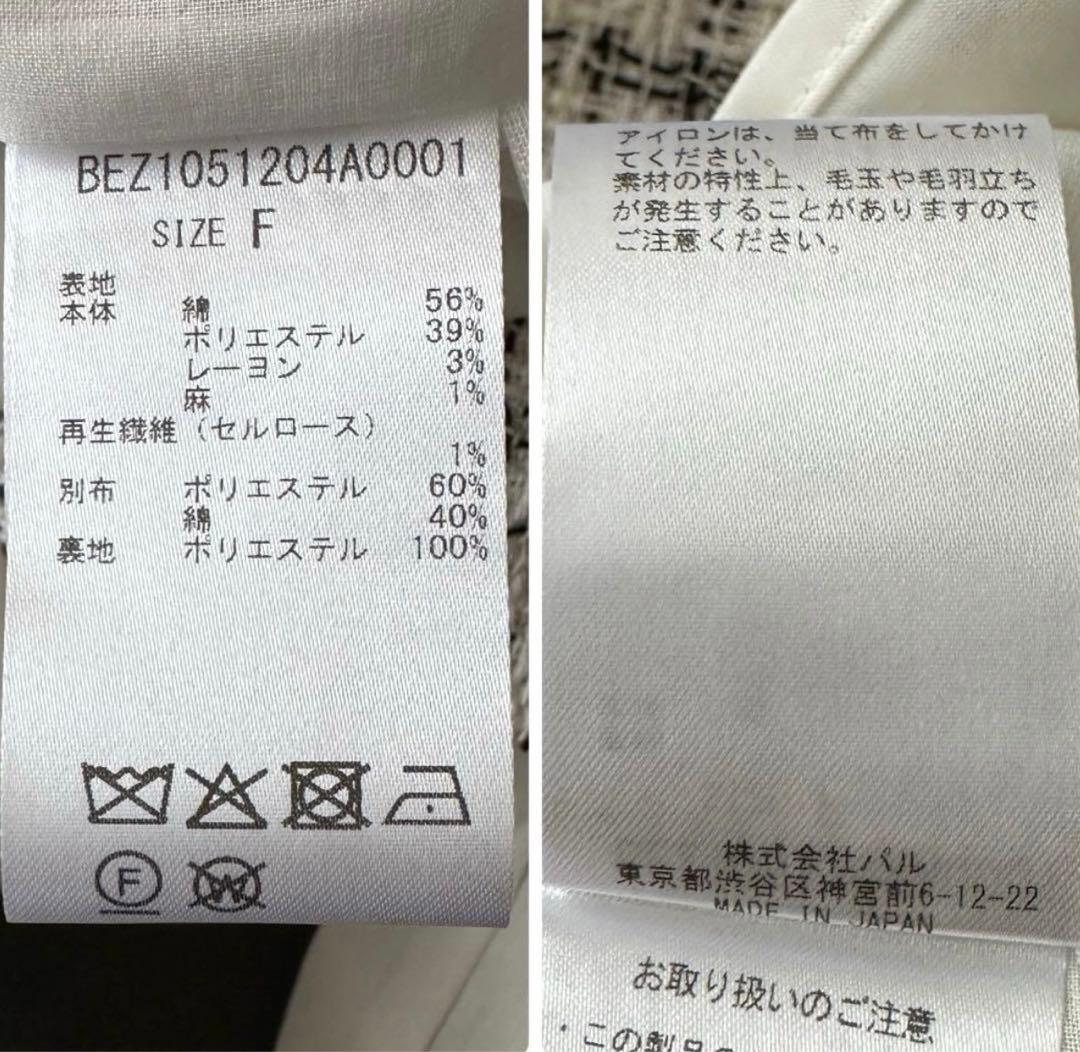 BEZ1051204A0001
SIZE F
表地
本体 綿 56%
ポリエステル 39%
レーヨン 3%
麻 1%
再生繊維(セルロース)
1%
別布 ポリエステル 60%
綿 40%
裏地 ポリエステル 100%
F
W
アイロンは、当て布をしてかけ
てください。
素材の特性上、毛玉や毛羽立ち
が発生することがありますので
ご注意ください。
株式会社パル
東京都渋谷区神宮前6-12-22
MADE IN JAPAN
お取り扱いのご注意
・この製品